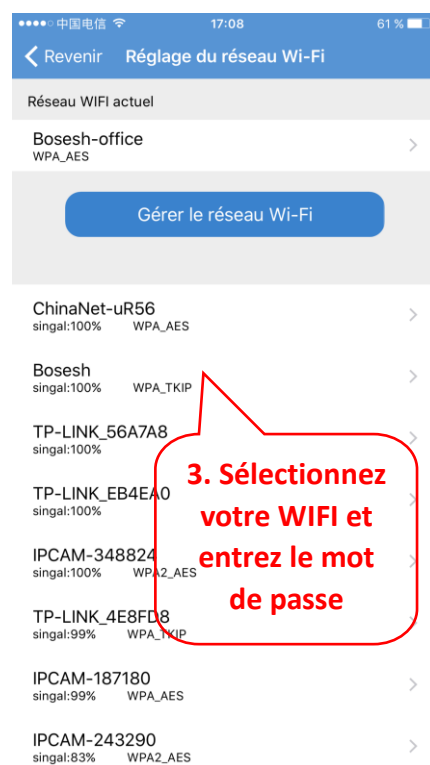 中国电信 17:08 61 %
Revenir Réglage du réseau Wi-Fi
Réseau WIFI actuel
Bosesh-office
WPA_AES
Gérer le réseau Wi-Fi
ChinaNet-uR56
singal:100% WPA_AES
Bosesh
singal:100% WPA_TKIP
TP-LINK_56A7A8
singal:100%
TP-LINK_EB4EA0
singal:100%
IPCAM-348824
singal:100% WPA2_AES
TP-LINK_4E8FD8
singal:99% WPA_TKIP
IPCAM-187180
singal:99% WPA_AES
IPCAM-243290
singal:83% WPA2_AES
3. Sélectionnez
votre WIFI et
entrez le mot
de passe